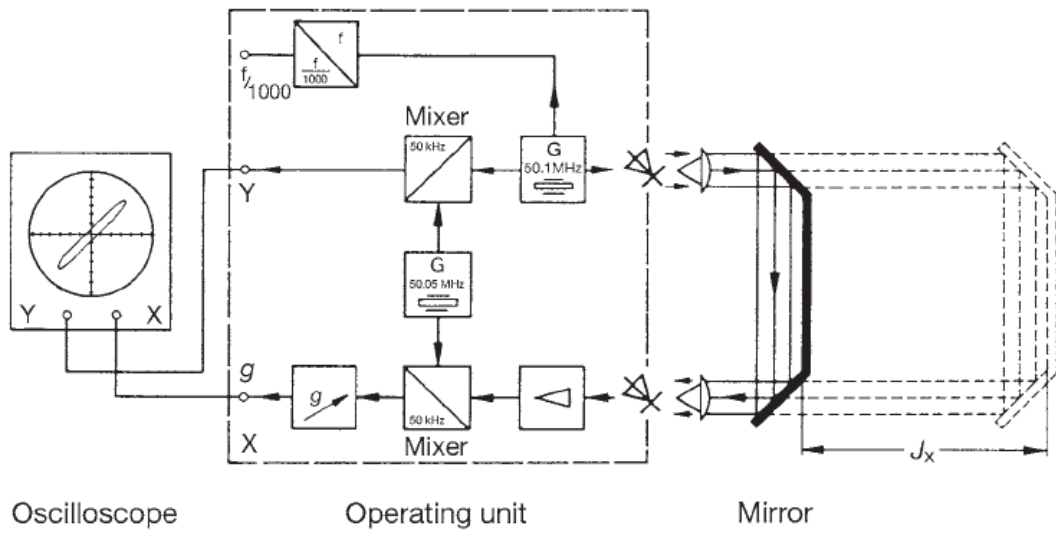 f
f
1000
f/1000
Mixer
50 kHz
G
50.1MHz
Y
G
50.05 MHz
Y
X
g
g
50 kHz
X
Mixer
Jx
Oscilloscope
Operating unit
Mirror